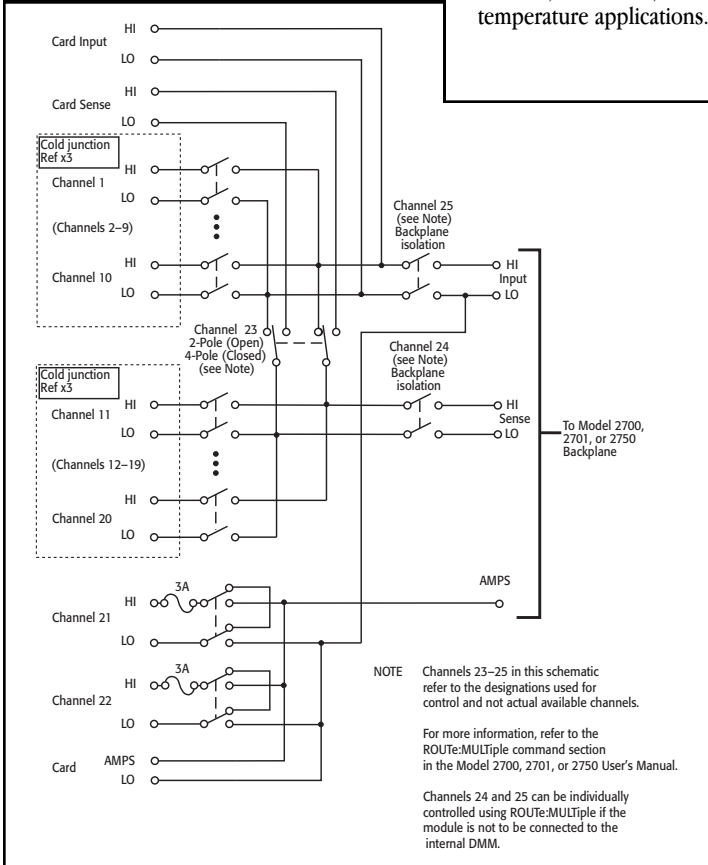 temperature applications.
Card Input
HI
LO
Card Sense
HI
LO
Cold junction
Ref x3
Channel 1
HI
LO
(Channels 2–9)
Channel 10
HI
LO
Channel 25
(see Note)
Backplane
isolation
HI
Input
LO
Channel 23
2-Pole (Open)
4-Pole (Closed)
(see Note)
Channel 24
(see Note)
Backplane
isolation
Cold junction
Ref x3
Channel 11
HI
LO
(Channels 12–19)
Channel 20
HI
LO
HI
Sense
LO
To Model 2700,
2701, or 2750
Backplane
AMPS
3A
Channel 21
HI
LO
3A
Channel 22
HI
LO
Card
AMPS
LO
NOTE Channels 23–25 in this schematic
refer to the designations used for
control and not actual available channels.
For more information, refer to the
ROUTe:MULTiple command section
in the Model 2700, 2701, or 2750 User's Manual.
Channels 24 and 25 can be individually
controlled using ROUTe:MULTiple if the
module is not to be connected to the
internal DMM.